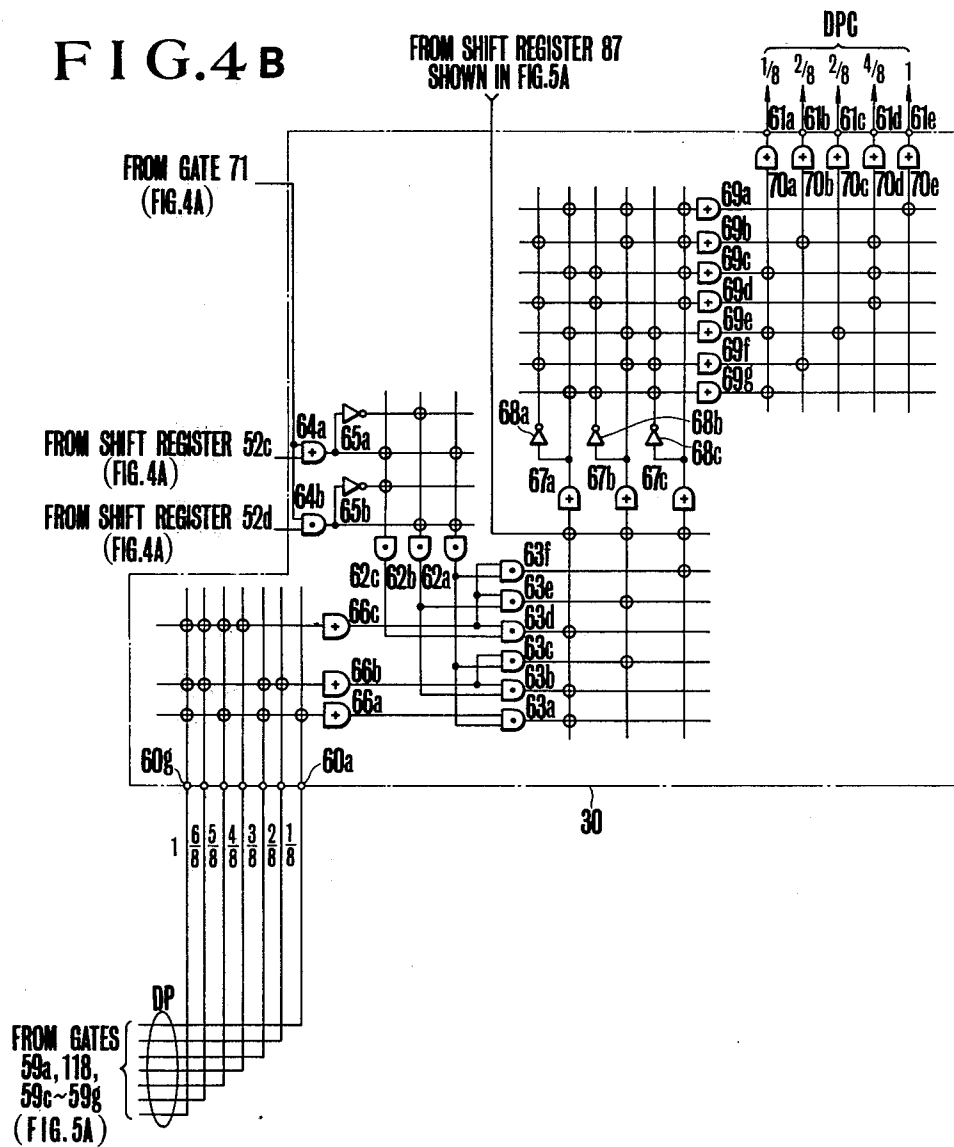 FIG.4B
FROM SHIFT REGISTER 87
SHOWN IN FIG.5A
DPC
1/8 2/8 2/8 4/8 1
61a 61b 61c 61d 61e
70a 70b 70c 70d 70e
FROM GATE 71
(FIG.4A)
69a
69b
69c
69d
69e
69f
69g
68a
68b
68c
64a
65a
FROM SHIFT REGISTER 52c
(FIG.4A)
64b
65b
FROM SHIFT REGISTER 52d
(FIG.4A)
67a 67b 67c
62c 62b 62a
63f
63e
63d
63c
63b
63a
66c
66b
66a
60g
60a
30
1 6/8 5/8 4/8 3/8 2/8 1/8
DP
FROM GATES
59a,118,
59c~59g
(FIG.5A)